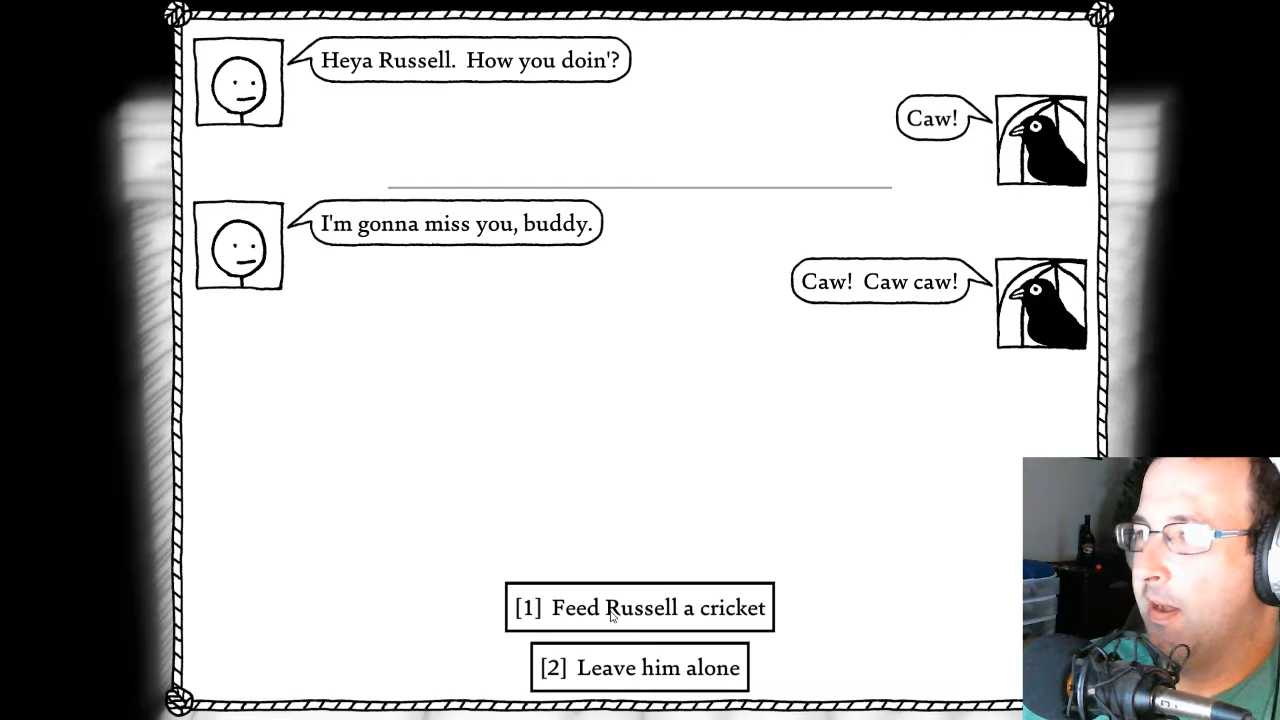 Heya Russell.  How you doin'?
Caw!
I'm gonna miss you, buddy.
Caw!  Caw caw!
[1]  Feed Russell a cricket
[2]  Leave him alone